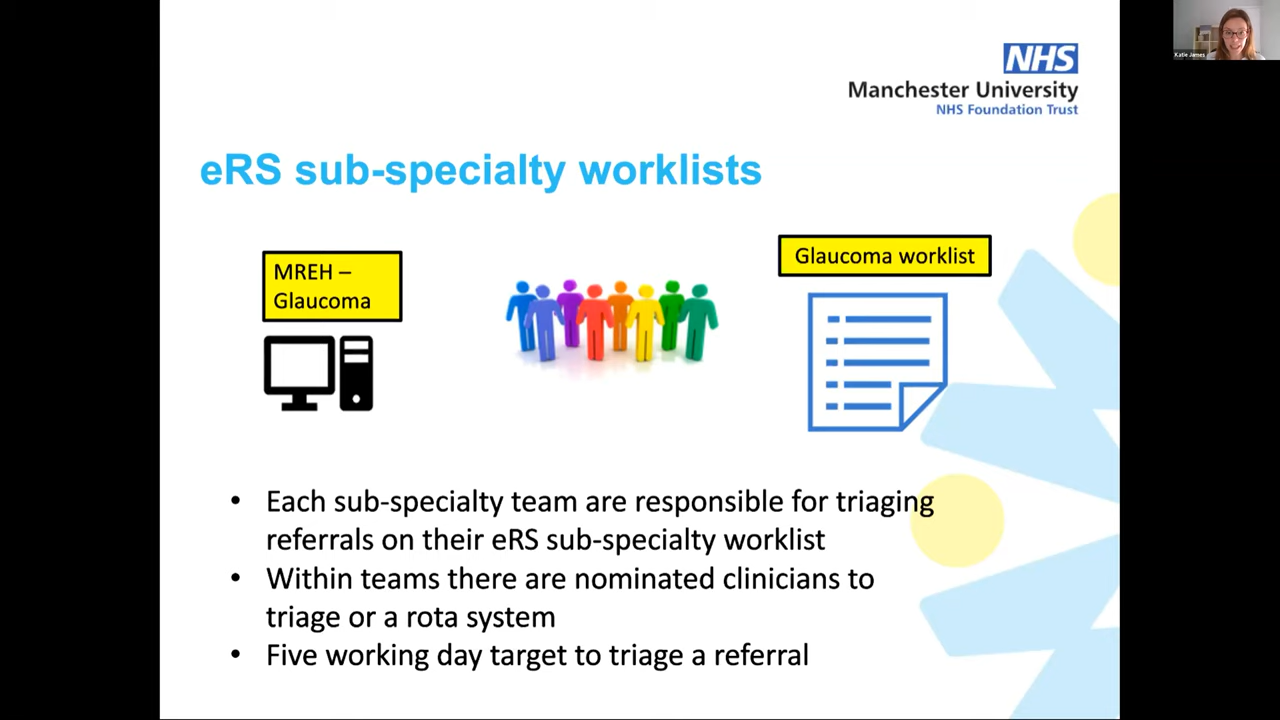 Katie James
NHS
Manchester University
NHS Foundation Trust
eRS sub-specialty worklists
MREH –
Glaucoma
Glaucoma worklist
• Each sub-specialty team are responsible for triaging
referrals on their eRS sub-specialty worklist
• Within teams there are nominated clinicians to
triage or a rota system
• Five working day target to triage a referral